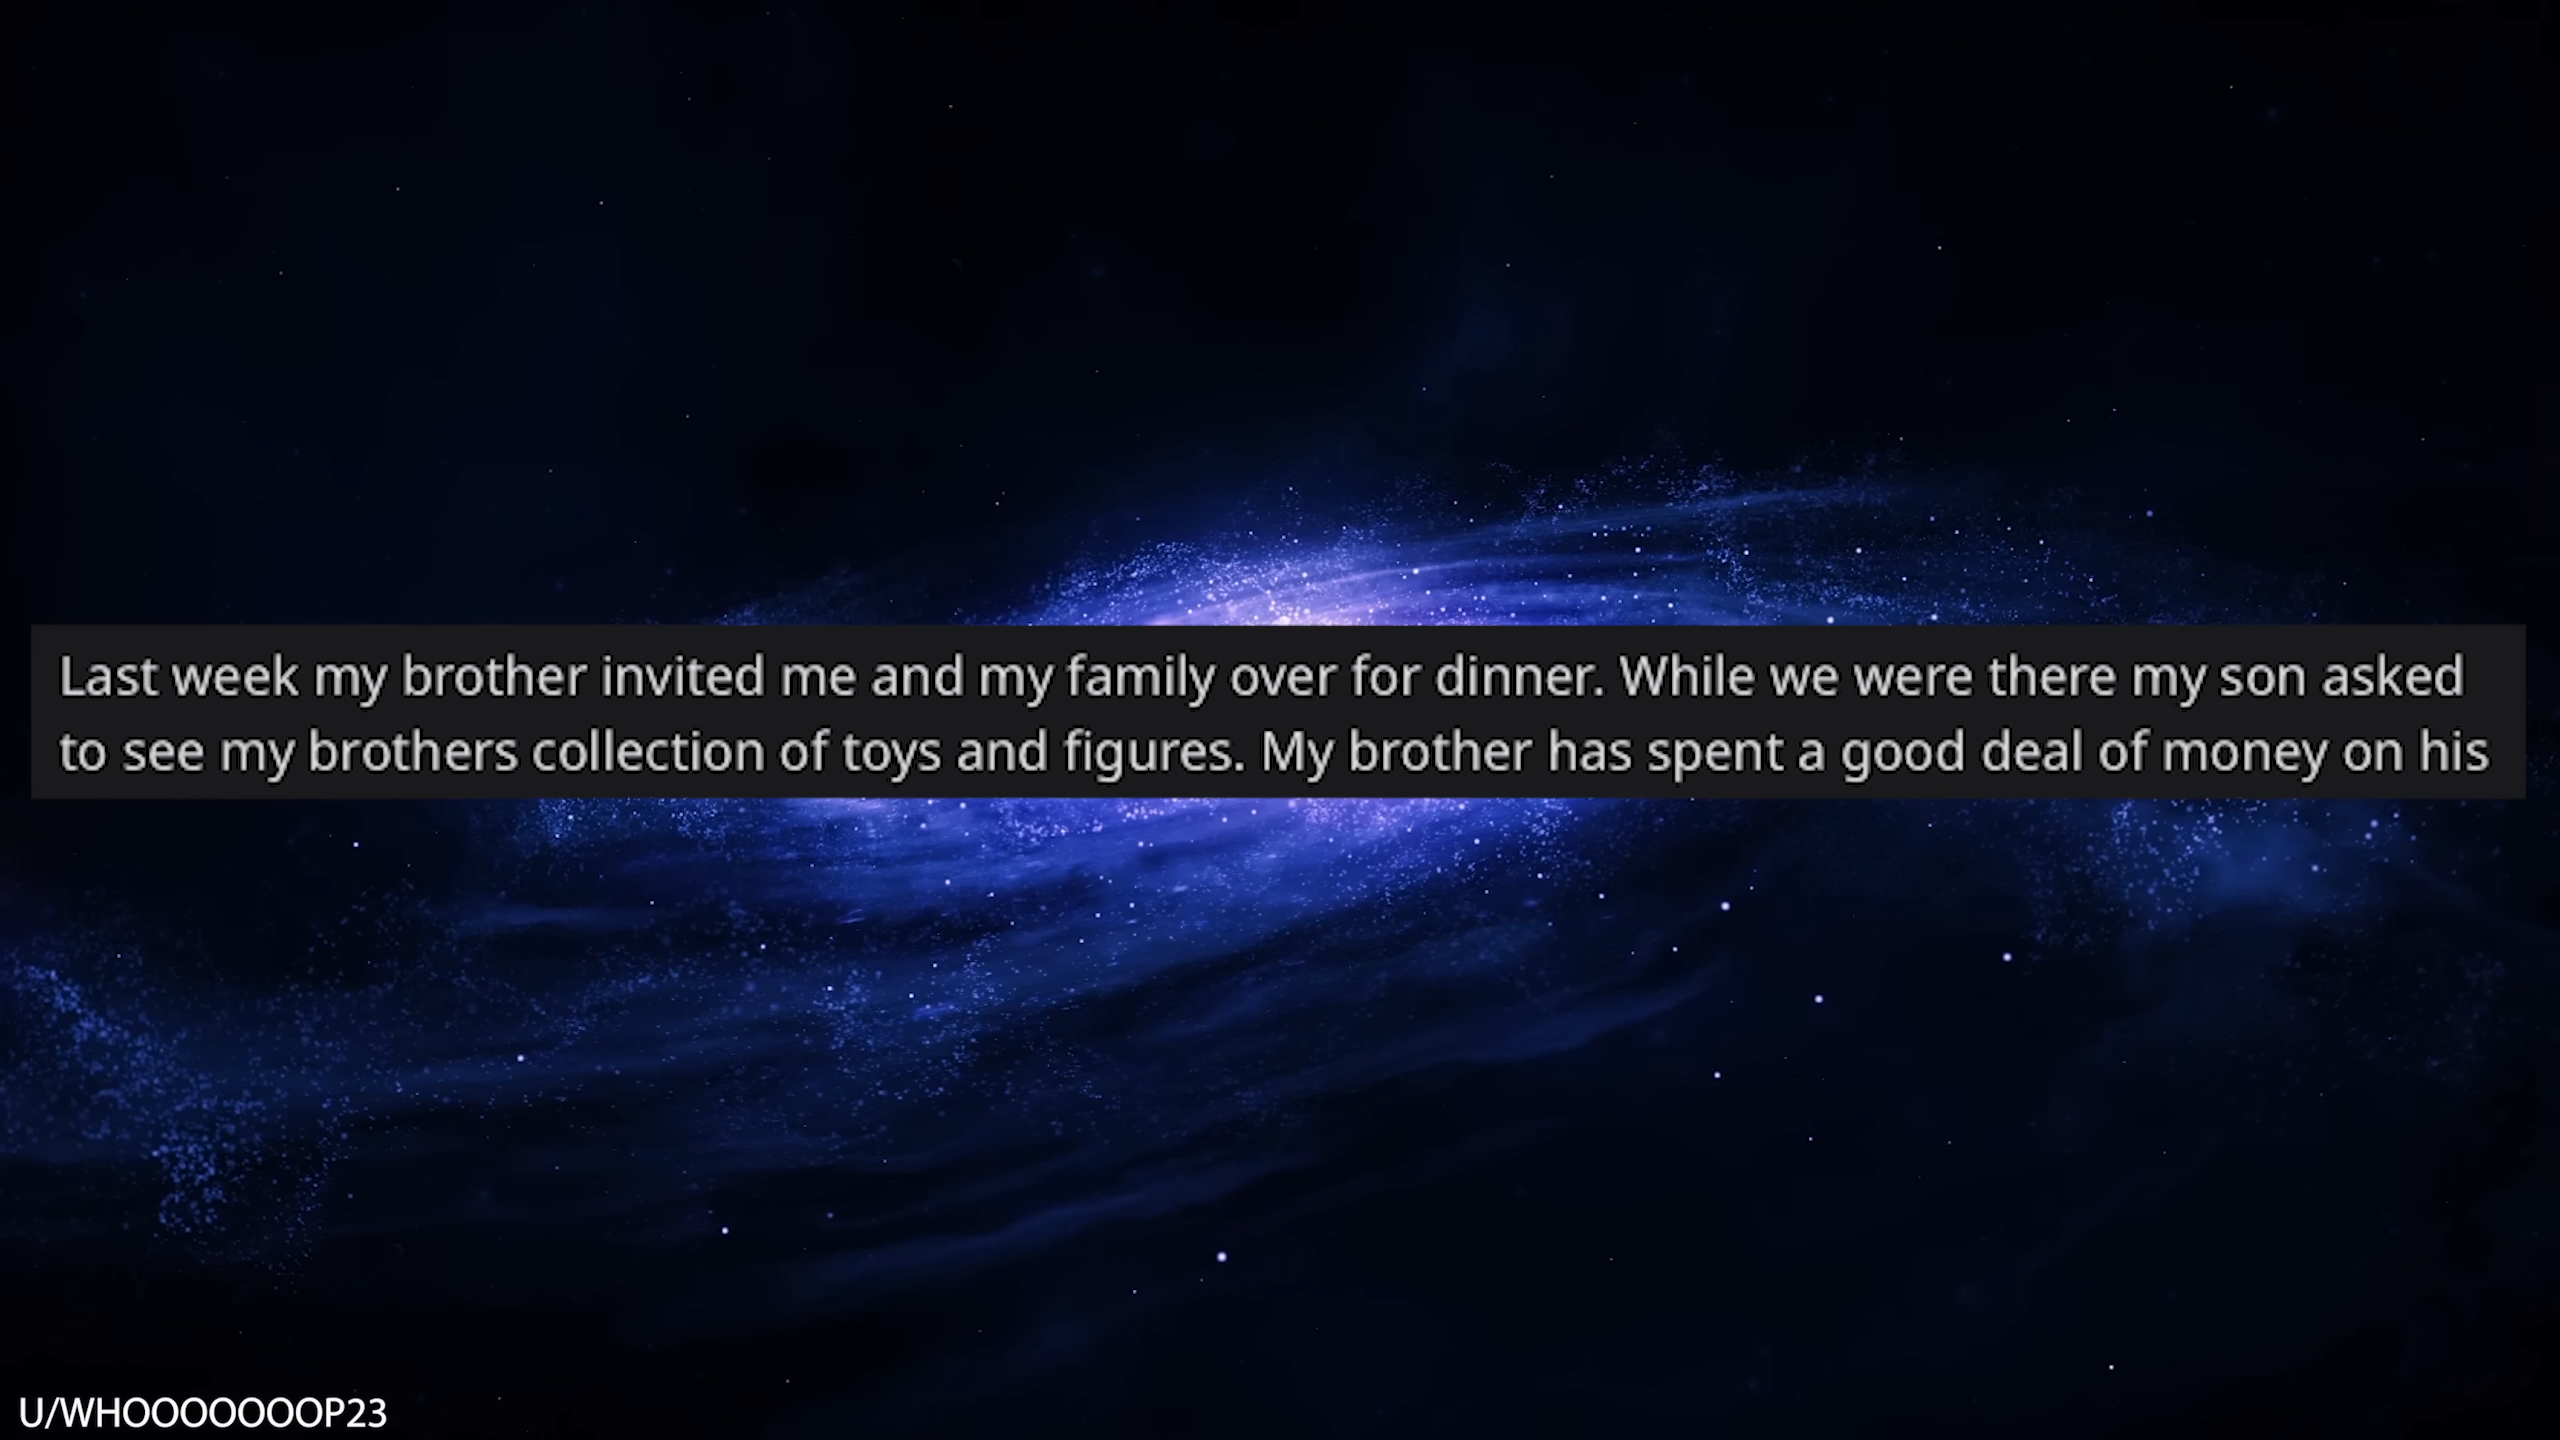 Last week my brother invited me and my family over for dinner. While we were there my son asked
to see my brothers collection of toys and figures. My brother has spent a good deal of money on his
U/WHOOOOOOOP23